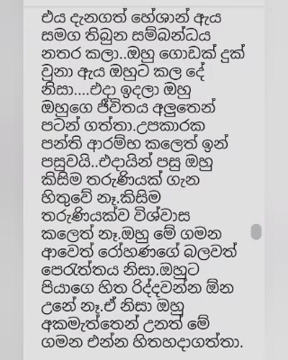 එය දැනගත් හේශාන් ඇය
සමග තිබුන සම්බන්ධය
නතර කලා..ඔහු ගොඩක් දුක්
වුනා ඇය ඔහුට කල දේ
නිසා....එදා ඉදලා ඔහු
ඔහුගෙ ජීවිතය අලුතෙන්
පටන් ගත්තා.උපකාරක
පන්ති ආරම්භ කලෙත් ඉන්
පසුවයි..එදායින් පසු ඔහු
කිසිම තරුණියක් ගැන
හිතුවේ නෑ.කිසිම
තරුණියක්ව විශ්වාස
කලෙත් නෑ.ඔහු මේ ගමන
ආවෙත් රෝහණගේ බලවත්
පෙරැත්තය නිසා.ඔහුට
පියාගෙ හිත රිද්දවන්න ඕන
උනේ නෑ.ඒ නිසා ඔහු
අකමැත්තෙන් උනත් මේ
ගමන එන්න හිතහදාගත්තා.